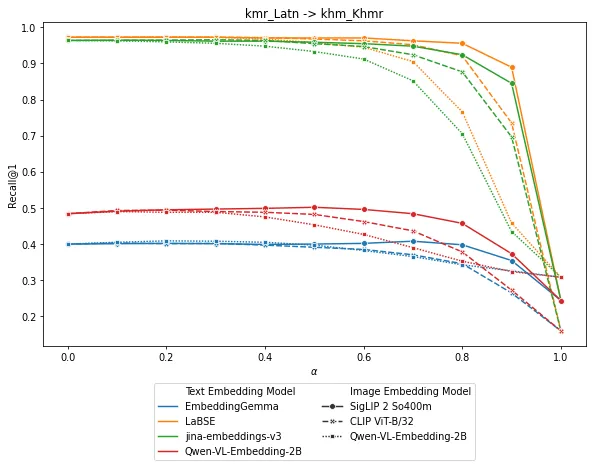 kmr_Latn -> khm_Khmr
Recall@1
1.0
0.9
0.8
0.7
0.6
0.5
0.4
0.3
0.2
0.0 0.2 0.4 0.6 0.8 1.0
α
Text Embedding Model
EmbeddingGemma
LaBSE
jina-embeddings-v3
Qwen-VL-Embedding-2B
Image Embedding Model
SigLIP 2 So400m
CLIP ViT-B/32
Qwen-VL-Embedding-2B